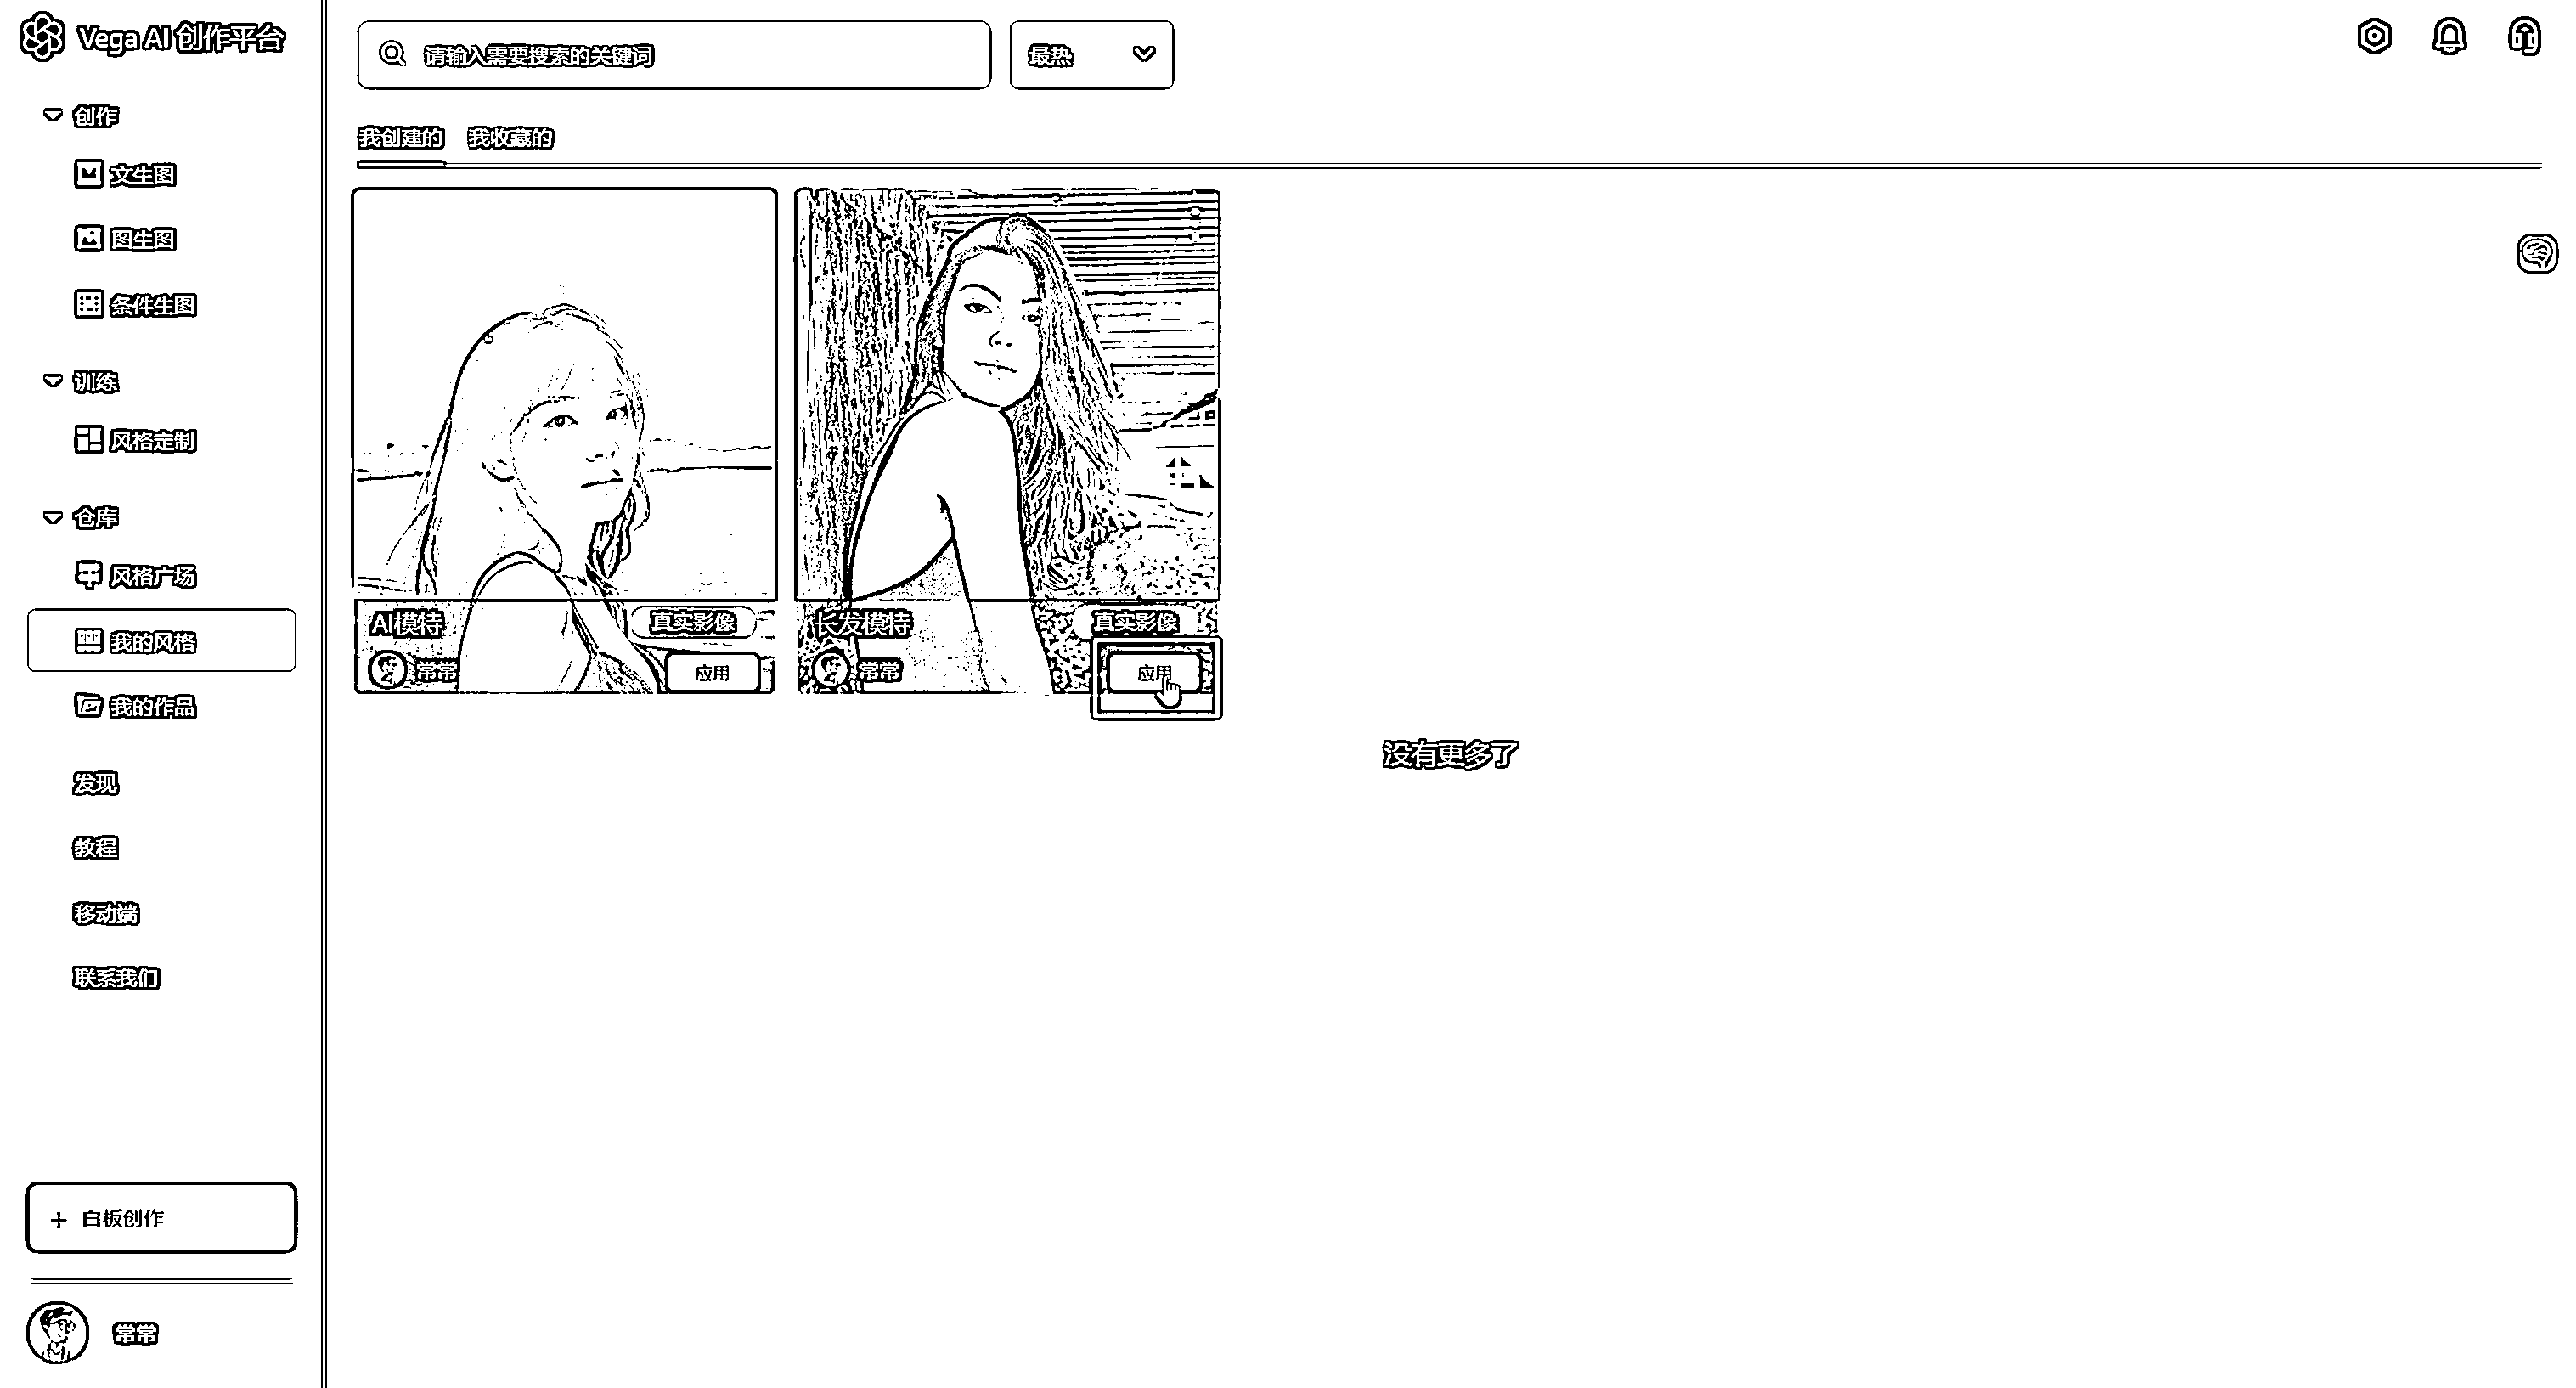 Vega AI 创作平台
请输入需要搜索的关键词
最热
创作
文生图
图生图
条件生图
训练
风格定制
仓库
风格广场
我的风格
我的作品
发现
教程
移动端
联系我们
+ 白板创作
常常
我创建的 我收藏的
AI模特 真实影像
常常 应用
长发模特 真实影像
常常 应用
没有更多了